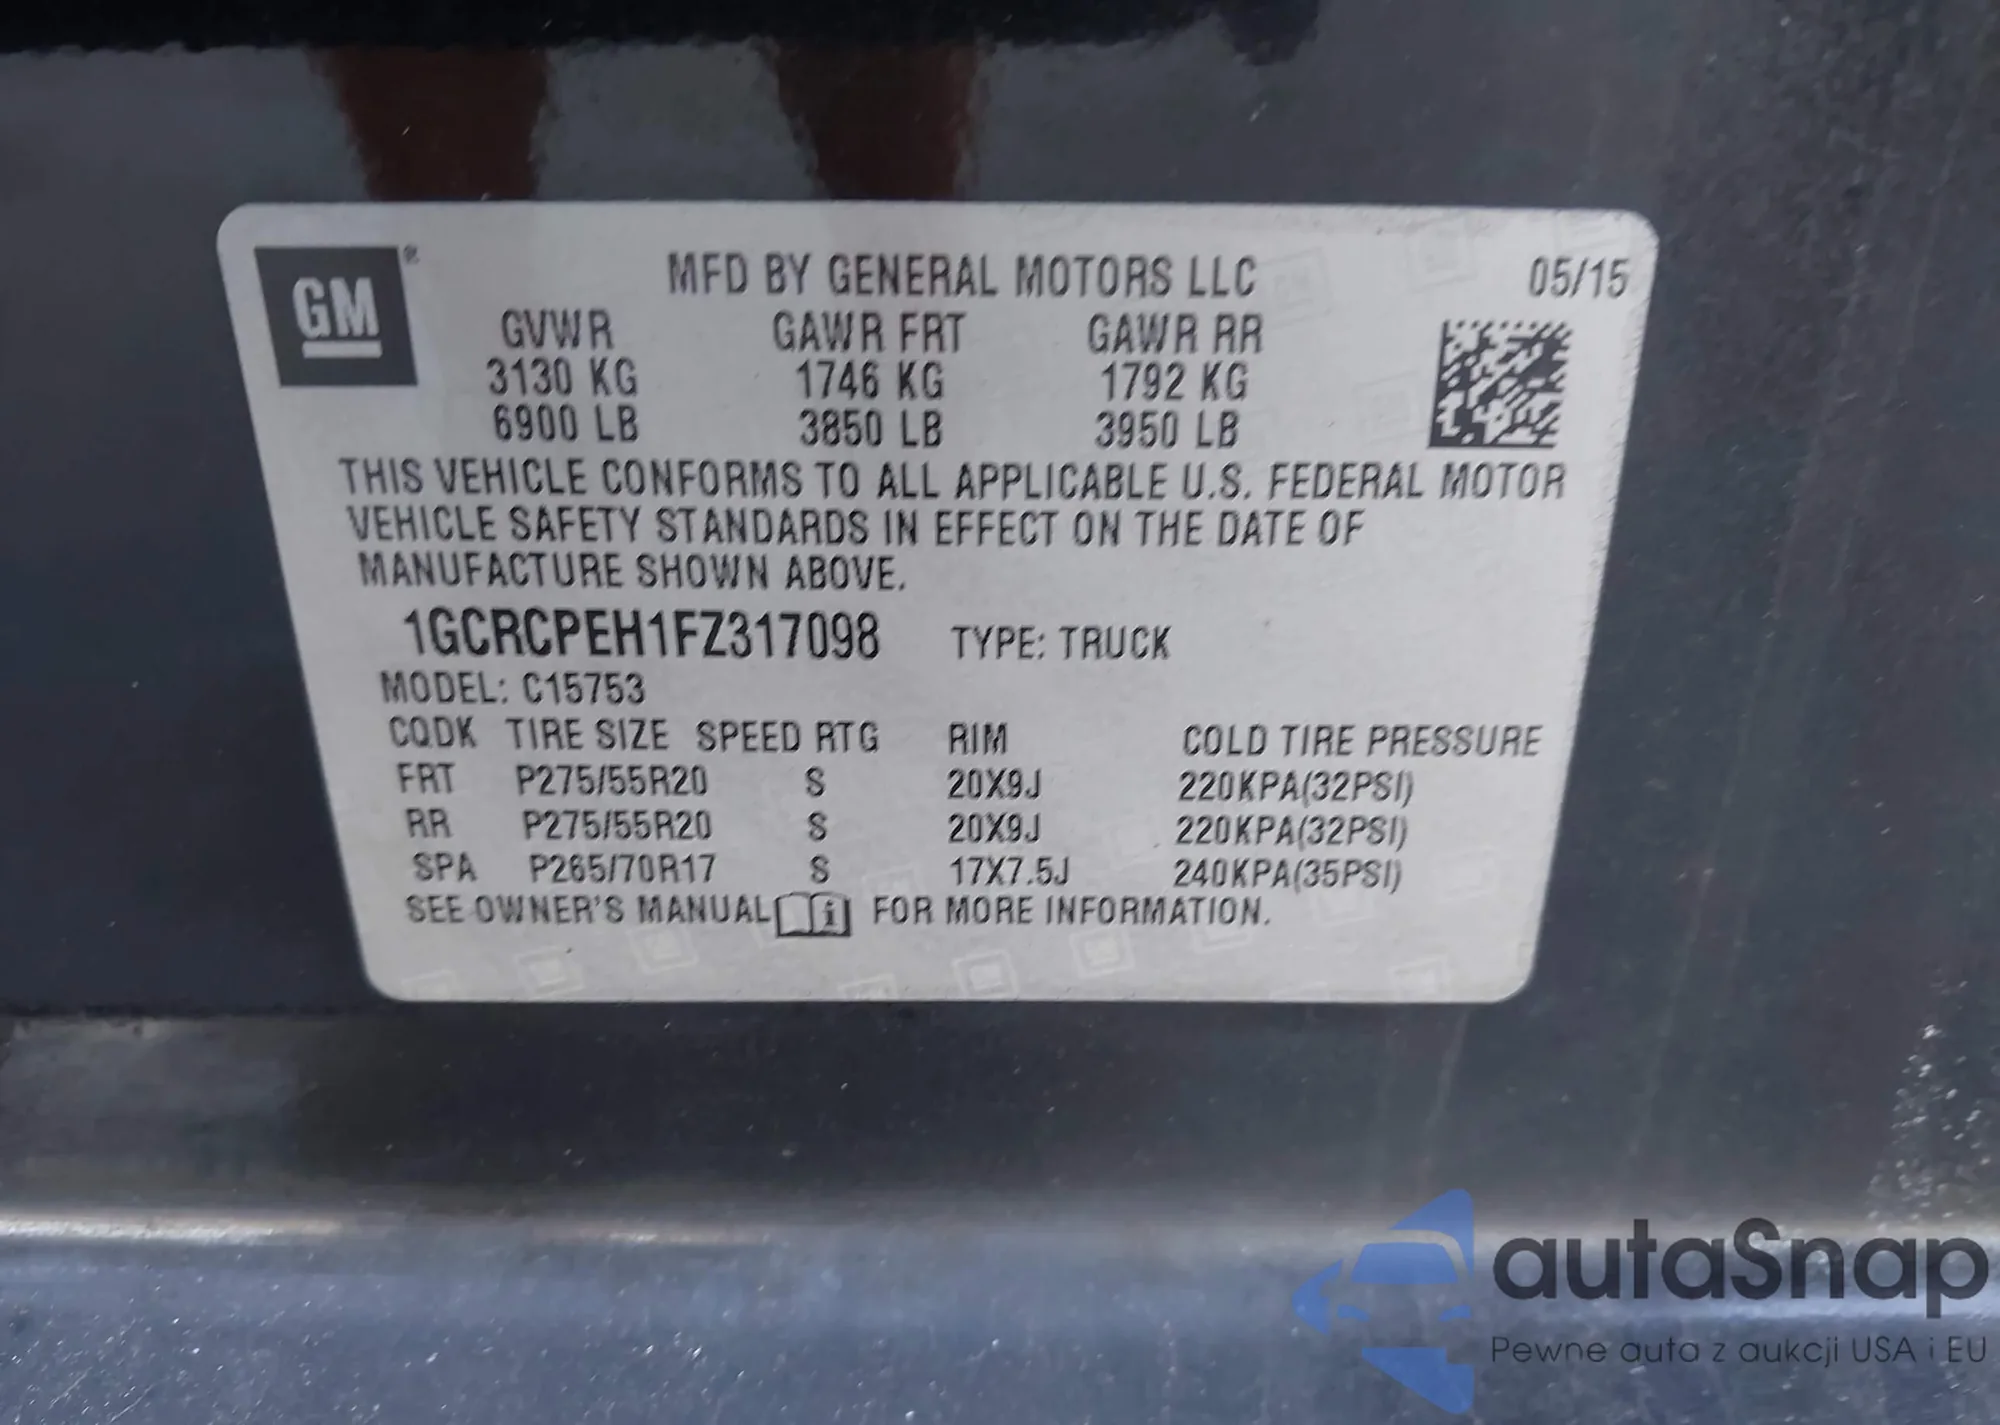 GM®
MFD BY GENERAL MOTORS LLC 05/15
GVWR GAWR FRT GAWR RR
3130 KG 1746 KG 1792 KG
6900 LB 3850 LB 3950 LB
THIS VEHICLE CONFORMS TO ALL APPLICABLE U.S. FEDERAL MOTOR
VEHICLE SAFETY STANDARDS IN EFFECT ON THE DATE OF
MANUFACTURE SHOWN ABOVE.
1GCRCPEH1FZ317098 TYPE: TRUCK
MODEL: C15753
CQDK TIRE SIZE SPEED RTG RIM COLD TIRE PRESSURE
FRT P275/55R20 S 20X9J 220KPA(32PSI)
RR P275/55R20 S 20X9J 220KPA(32PSI)
SPA P265/70R17 S 17X7.5J 240KPA(35PSI)
SEE OWNER'S MANUAL i FOR MORE INFORMATION.
autaSnap
Pewne auta z aukcji USA i EU